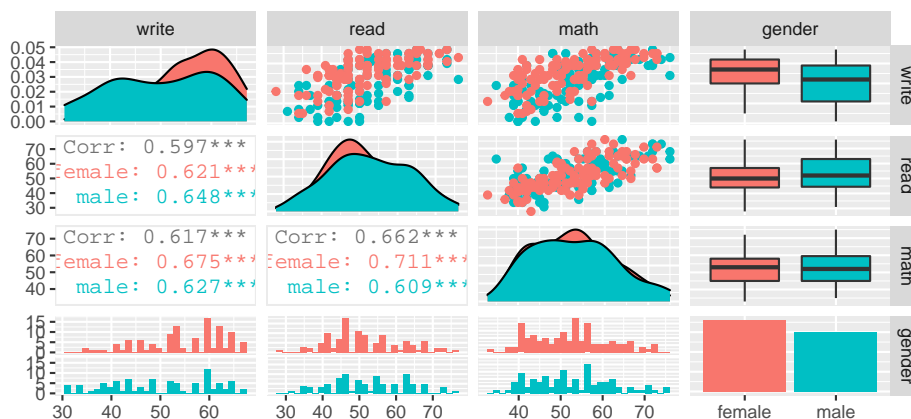 write read math gender
0.05
0.04
0.03
0.02
0.01
0.00
write
70
60
50
40
30
Corr: 0.597***
female: 0.621***
male: 0.648***
read
70
60
50
40
Corr: 0.617***
female: 0.675***
male: 0.627***
Corr: 0.662***
female: 0.711***
male: 0.609***
math
15
10
5
0
15
10
5
0
gender
30 40 50 60 30 40 50 60 70 40 50 60 70 female male